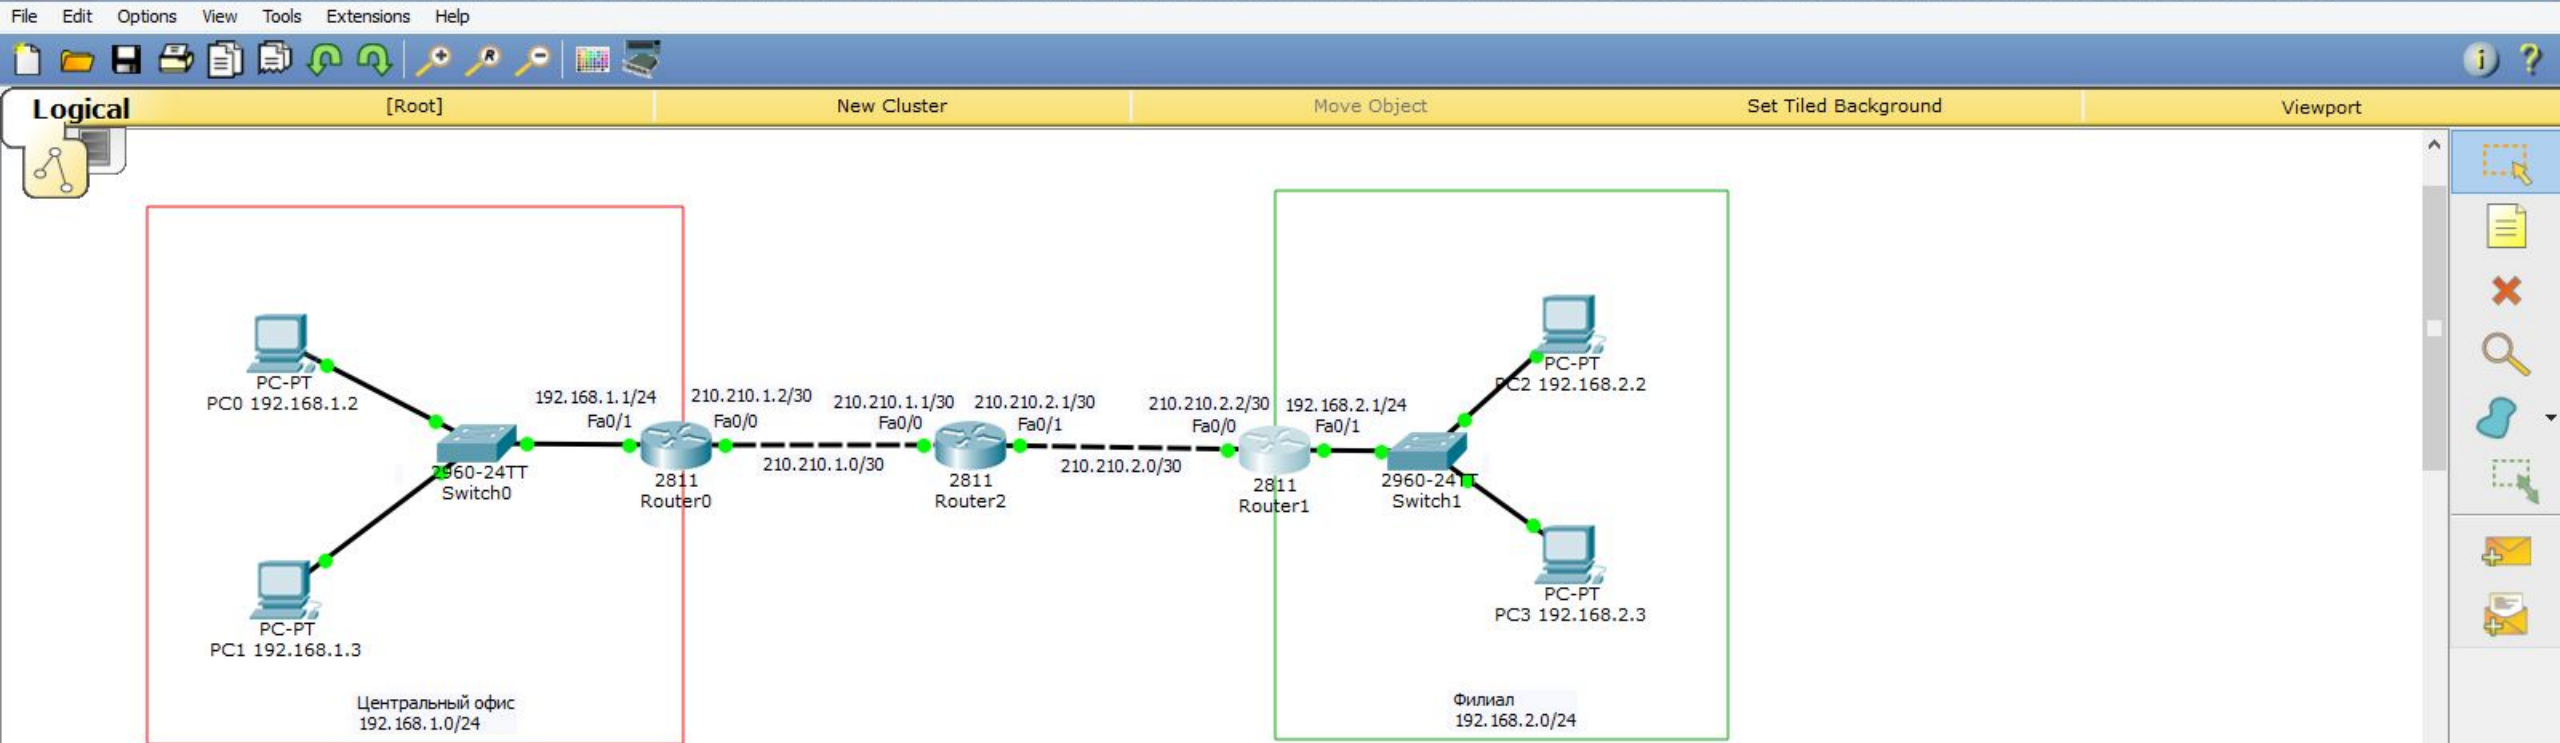 File Edit Options View Tools Extensions Help
R
i ?
Logical [Root] New Cluster Move Object Set Tiled Background Viewport
PC-PT
PC0 192.168.1.2
192.168.1.1/24
Fa0/1
210.210.1.2/30
Fa0/0
210.210.1.1/30
Fa0/0
210.210.2.1/30
Fa0/1
210.210.2.2/30
Fa0/0
192.168.2.1/24
Fa0/1
PC-PT
PC2 192.168.2.2
210.210.1.0/30
210.210.2.0/30
2960-24TT
Switch0
2811
Router0
2811
Router2
2811
Router1
2960-24TT
Switch1
PC-PT
PC1 192.168.1.3
PC-PT
PC3 192.168.2.3
Центральный офис
192.168.1.0/24
Филиал
192.168.2.0/24